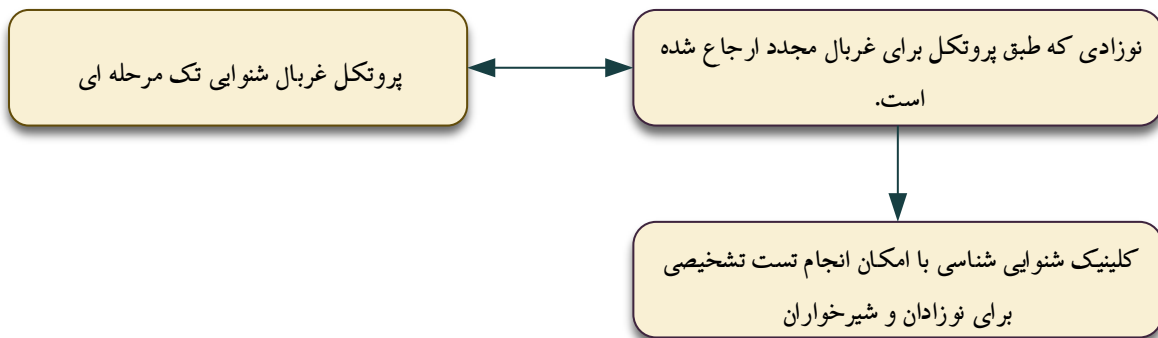 نوزادی که طبق پروتکل برای غربال مجدد ارجاع شده
است.
پروتکل غربال شنوایی تک مرحله ای
کلینیک شنوایی شناسی با امکان انجام تست تشخیصی
برای نوزادان و شیرخواران